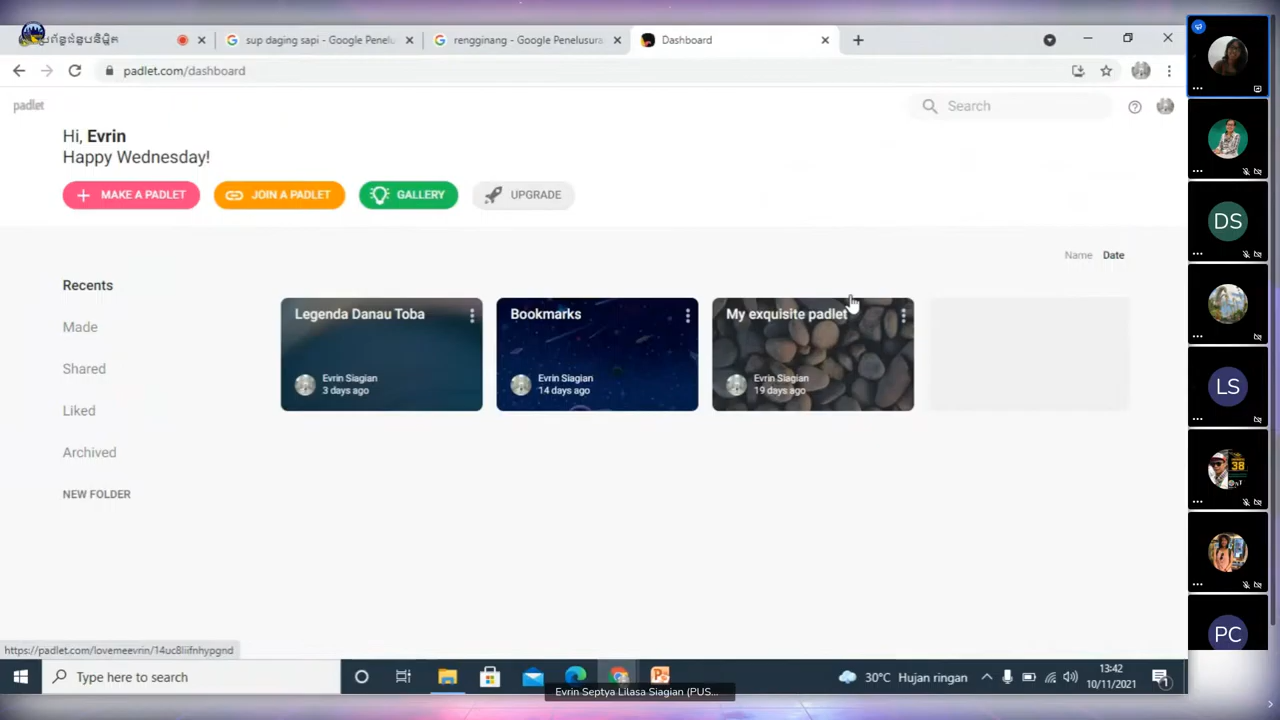 sup daging sapi - Google Penelu
rengginang - Google Penelusura
Dashboard
padlet.com/dashboard
padlet
Search
Hi, Evrin
Happy Wednesday!
MAKE A PADLET
JOIN A PADLET
GALLERY
UPGRADE
Name Date
Recents
Made
Shared
Liked
Archived
NEW FOLDER
Legenda Danau Toba
Evrin Siagian
3 days ago
Bookmarks
Evrin Siagian
14 days ago
My exquisite padlet
Evrin Siagian
19 days ago
DS
LS
38
PC
https://padlet.com/lovemeevrin/14uc8liifnhypgnd
Type here to search
30°C Hujan ringan
13:42
10/11/2021
1
Evrin Septya Lilasa Siagian (PUS...